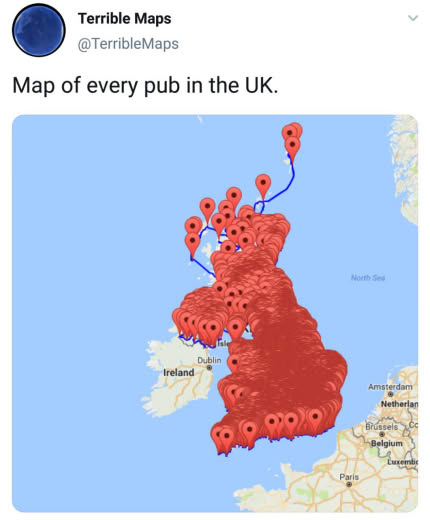 Terrible Maps
@TerribleMaps
Map of every pub in the UK.
North Sea
Isle
Dublin
Ireland
Amsterdam
Netherlan
Brussels
Belgium
Luxembo
Paris